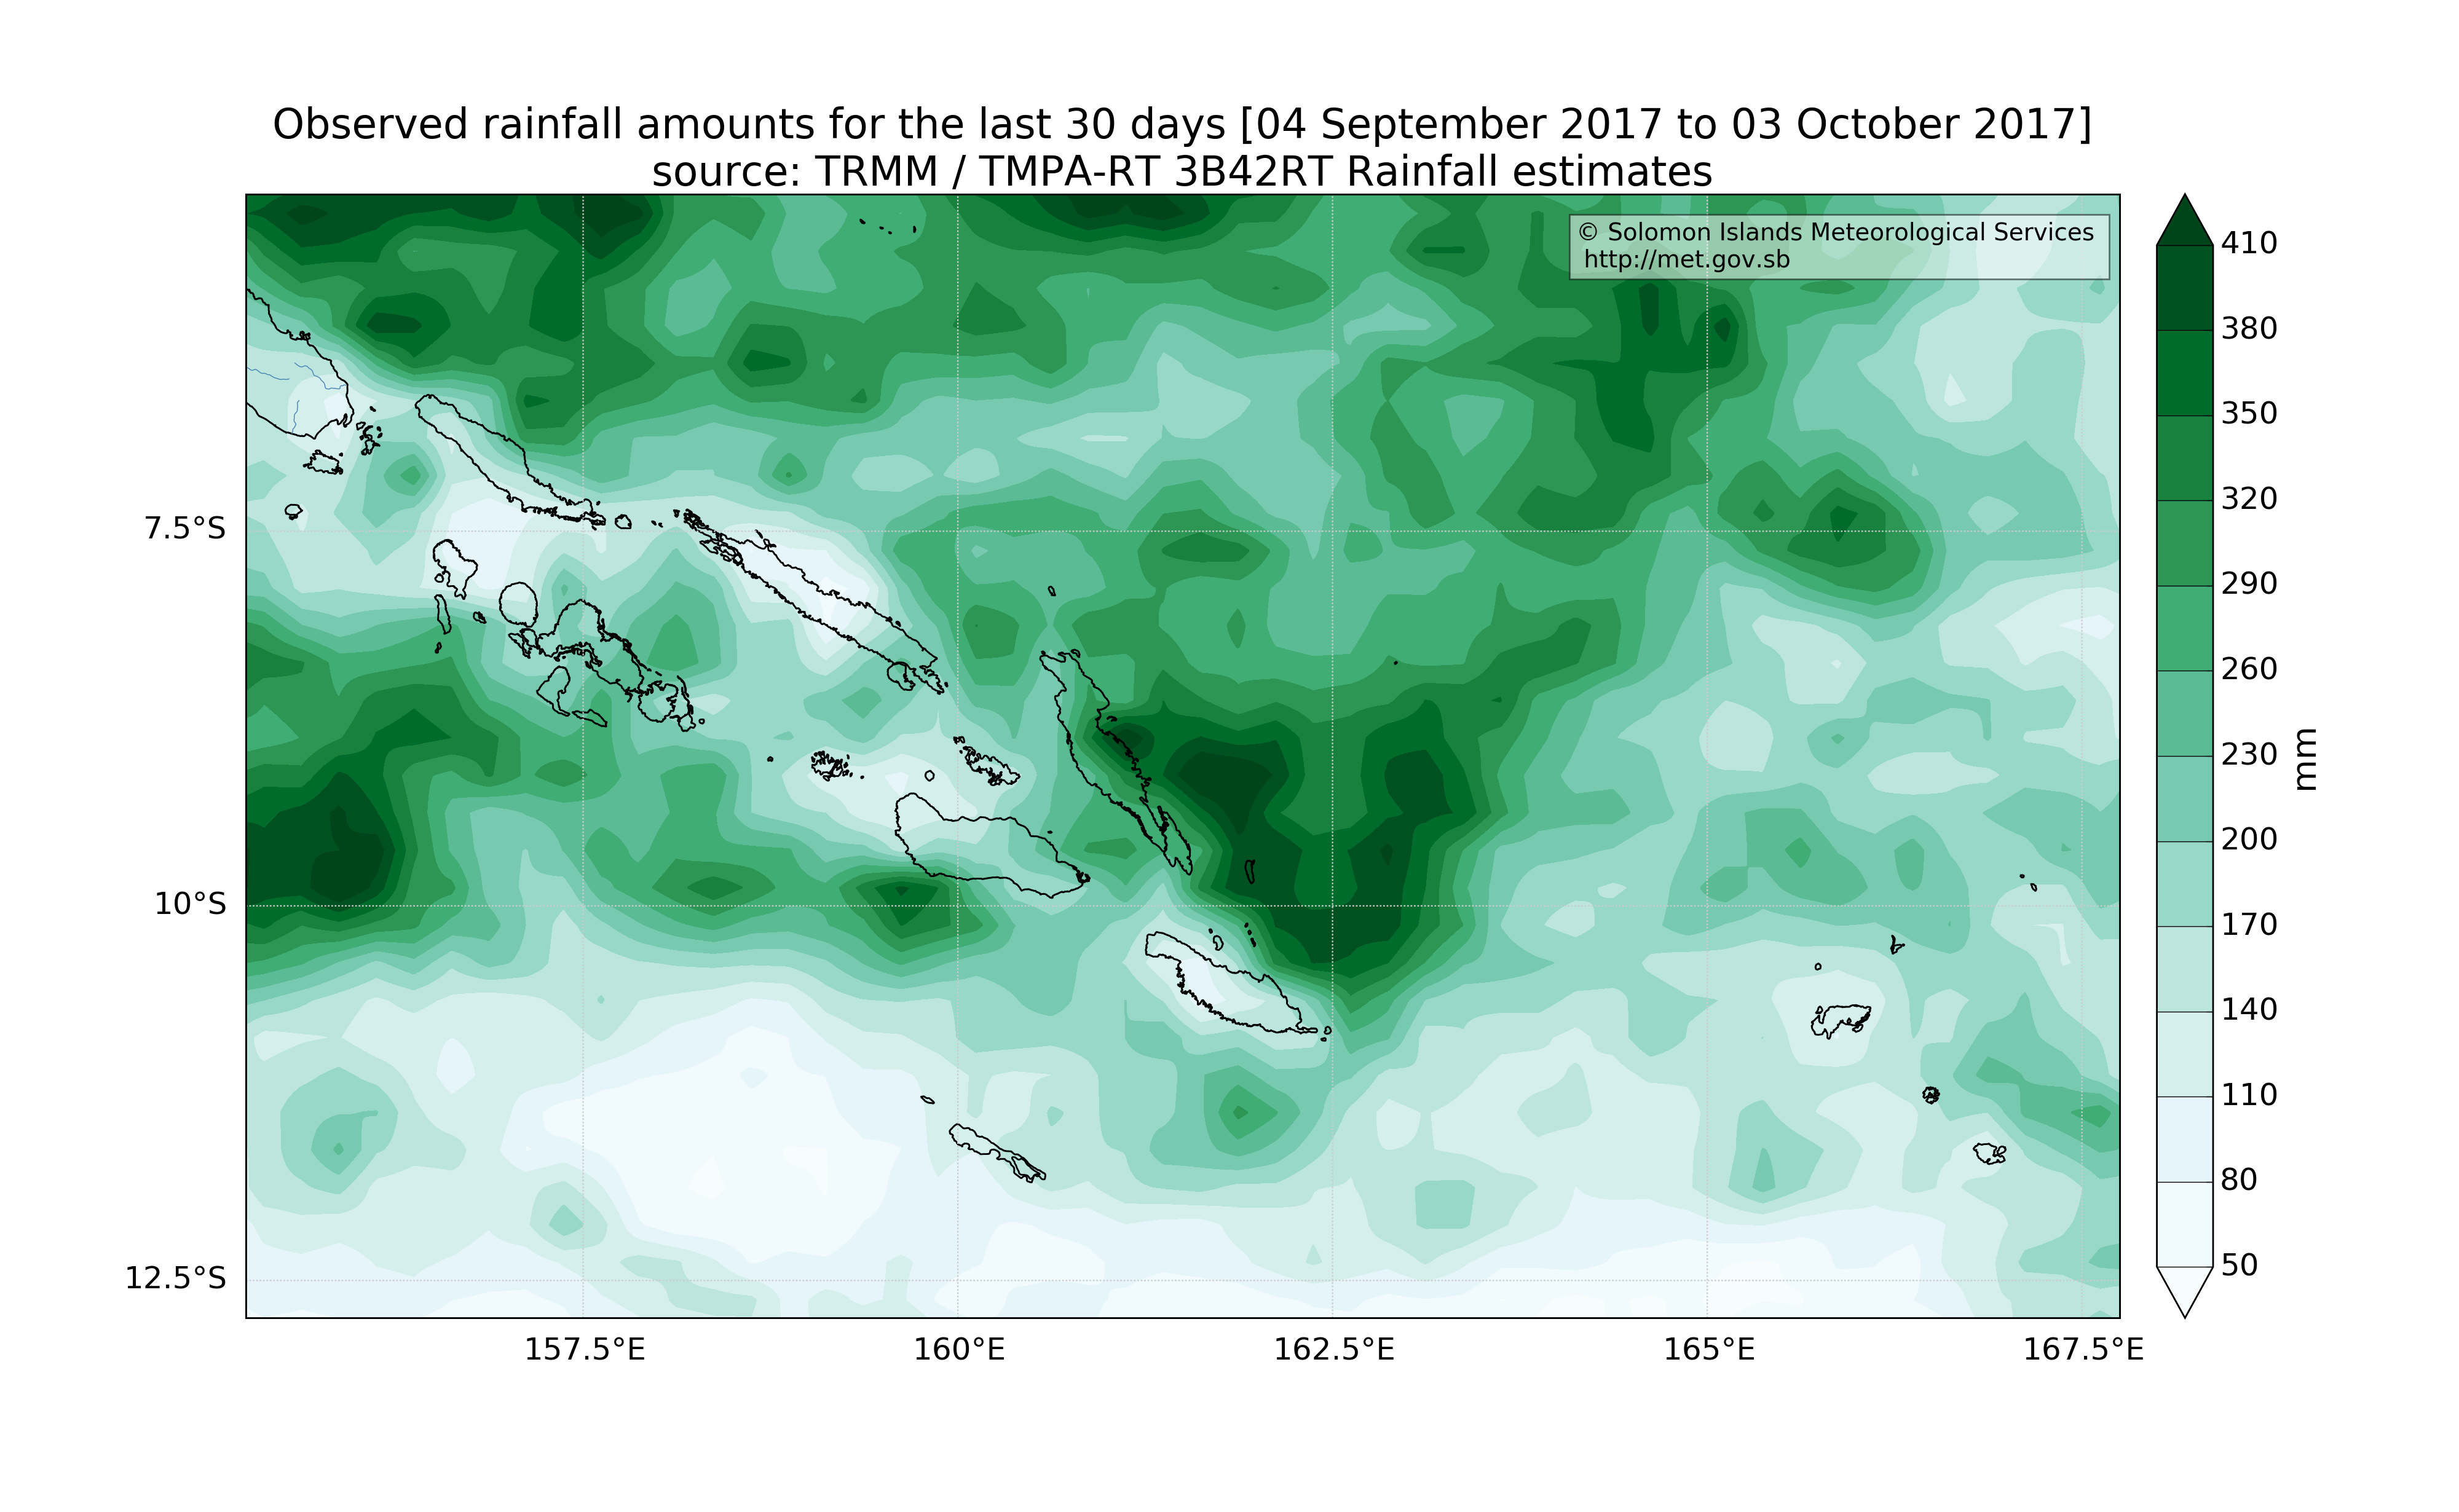 Observed rainfall amounts for the last 30 days [04 September 2017 to 03 October 2017]
source: TRMM / TMPA-RT 3B42RT Rainfall estimates
© Solomon Islands Meteorological Services
http://met.gov.sb
410
380
350
320
290
260
230
200
170
140
110
80
50
mm
7.5°S
10°S
12.5°S
157.5°E
160°E
162.5°E
165°E
167.5°E